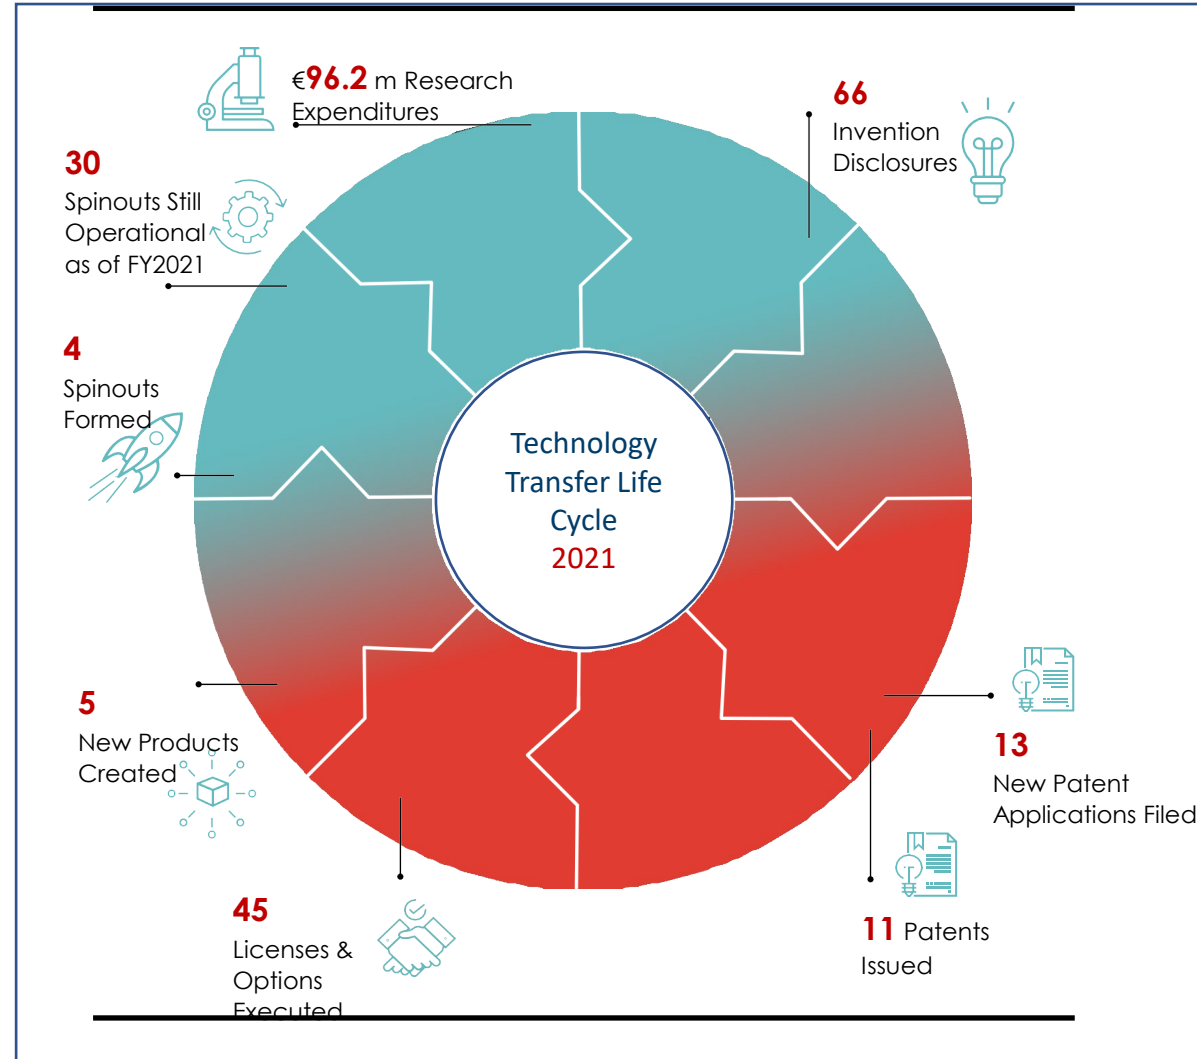 €96.2 m Research
Expenditures
66
Invention
Disclosures
30
Spinouts Still
Operational
as of FY2021
4
Spinouts
Formed
Technology
Transfer Life
Cycle
2021
5
New Products
Created
13
New Patent
Applications Filed
45
Licenses &
Options
Executed
11 Patents
Issued